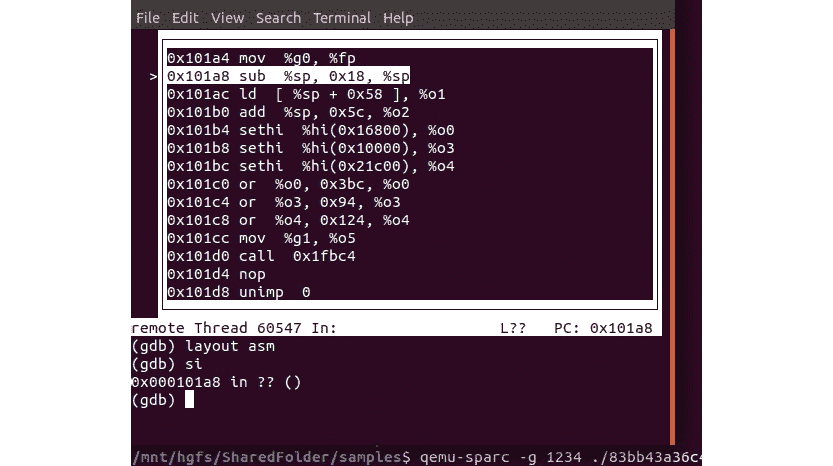 File Edit View Search Terminal Help
0x101a4 mov %g0, %fp
>0x101a8 sub %sp, 0x18, %sp
0x101ac ld [ %sp + 0x58 ], %o1
0x101b0 add %sp, 0x5c, %o2
0x101b4 sethi %hi(0x16800), %o0
0x101b8 sethi %hi(0x10000), %o3
0x101bc sethi %hi(0x21c00), %o4
0x101c0 or %o0, 0x3bc, %o0
0x101c4 or %o3, 0x94, %o3
0x101c8 or %o4, 0x124, %o4
0x101cc mov %g1, %o5
0x101d0 call 0x1fbc4
0x101d4 nop
0x101d8 unimp 0
remote Thread 60547 In: L?? PC: 0x101a8
(gdb) layout asm
(gdb) si
0x000101a8 in ?? ()
(gdb)
/mnt/hgfs/SharedFolder/samples$ qemu-sparc -g 1234 ./83bb43a36c4